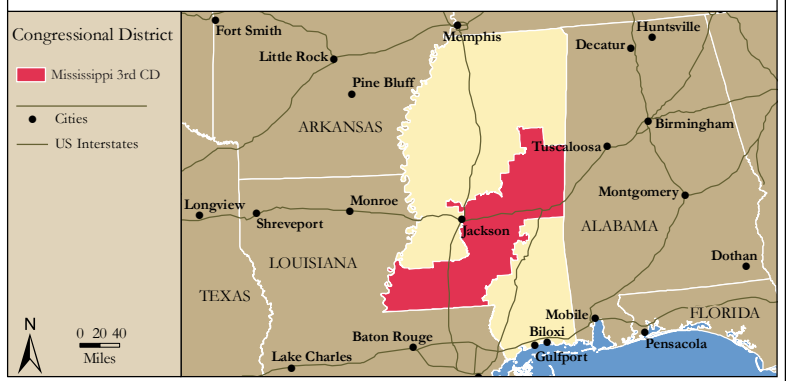 Congressional District
Mississippi 3rd CD
Cities
US Interstates
N
0 20 40
Miles
Fort Smith
Memphis
Huntsville
Decatur
Little Rock
Pine Bluff
ARKANSAS
Birmingham
Tuscaloosa
Longview
Monroe
Montgomery
Shreveport
Jackson
ALABAMA
LOUISIANA
Dothan
TEXAS
Mobile
FLORIDA
Baton Rouge
Biloxi
Pensacola
Lake Charles
Gulfport